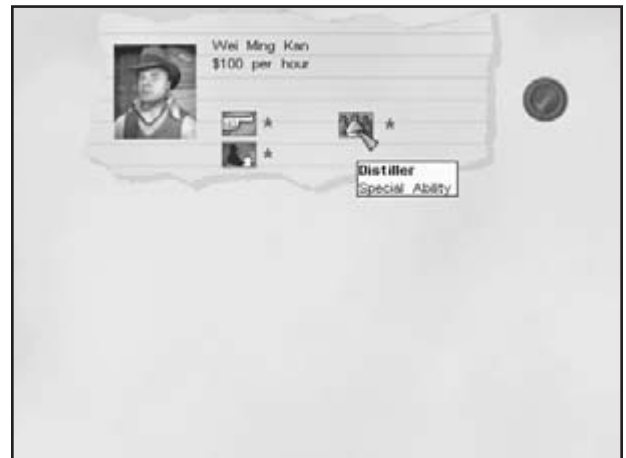 Wei Ming Kan
$100 per hour
*
*
*
Distiller
Special Ability